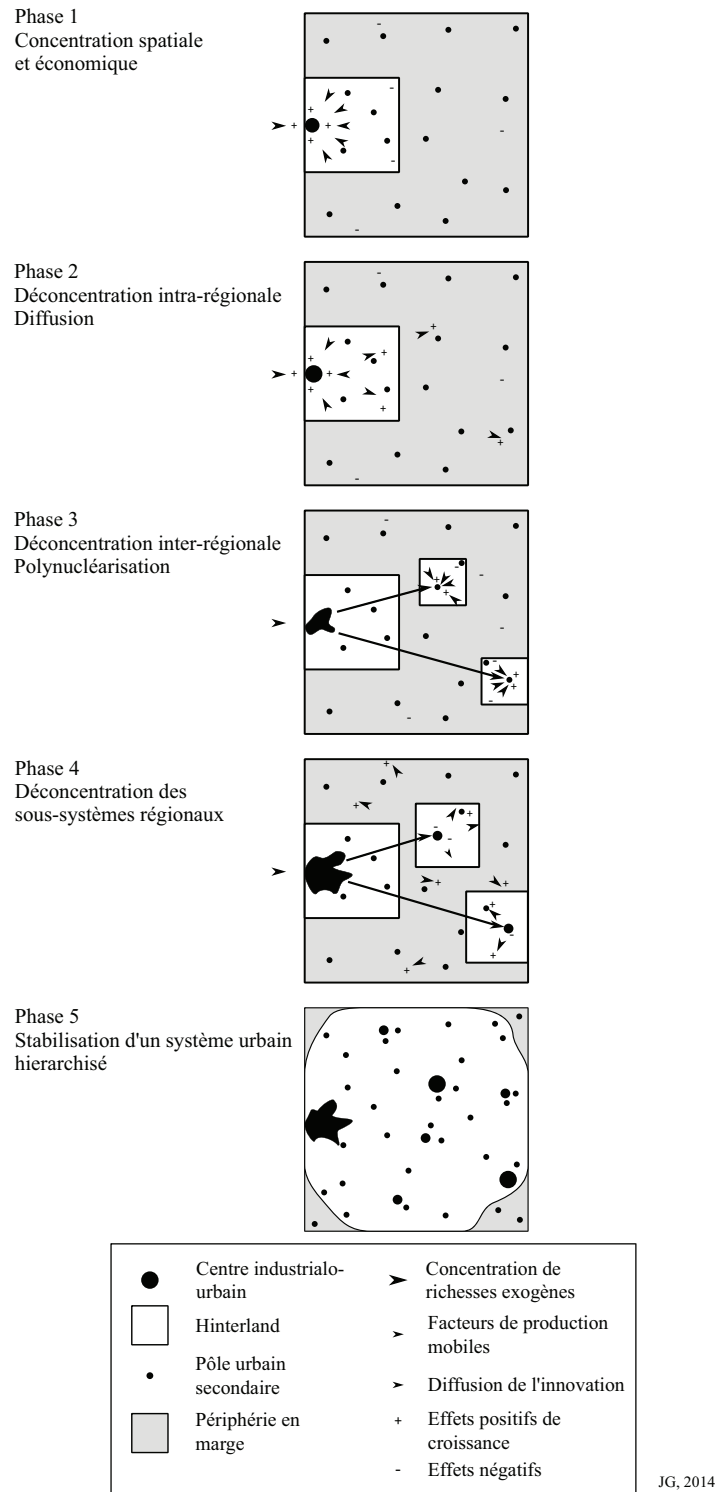 Phase 1
Concentration spatiale
et économique
Phase 2
Déconcentration intra-régionale
Diffusion
Phase 3
Déconcentration inter-régionale
Polynucléarisation
Phase 4
Déconcentration des
sous-systèmes régionaux
Phase 5
Stabilisation d'un système urbain
hierarchisé
Centre industrialo-
urbain
Hinterland
Pôle urbain
secondaire
Périphérie en
marge
Concentration de
richesses exogènes
Facteurs de production
mobiles
Diffusion de l'innovation
+ Effets positifs de
croissance
- Effets négatifs
JG, 2014